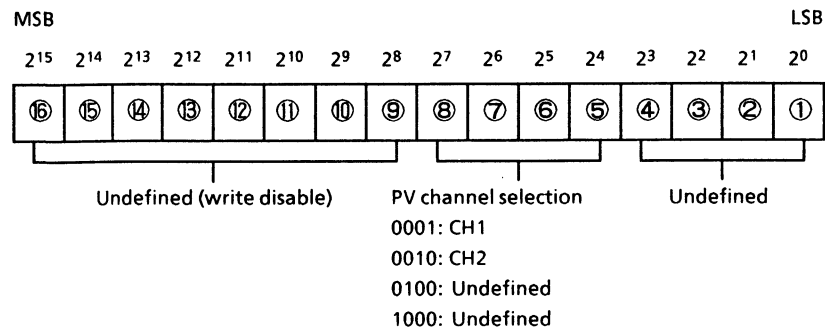 MSB LSB
2¹⁵ 2¹⁴ 2¹³ 2¹² 2¹¹ 2¹⁰ 2⁹ 2⁸ 2⁷ 2⁶ 2⁵ 2⁴ 2³ 2² 2¹ 2⁰
⑯ ⑮ ⑭ ⑬ ⑫ ⑪ ⑩ ⑨ ⑧ ⑦ ⑥ ⑤ ④ ③ ② ①
Undefined (write disable) PV channel selection Undefined
0001: CH1
0010: CH2
0100: Undefined
1000: Undefined